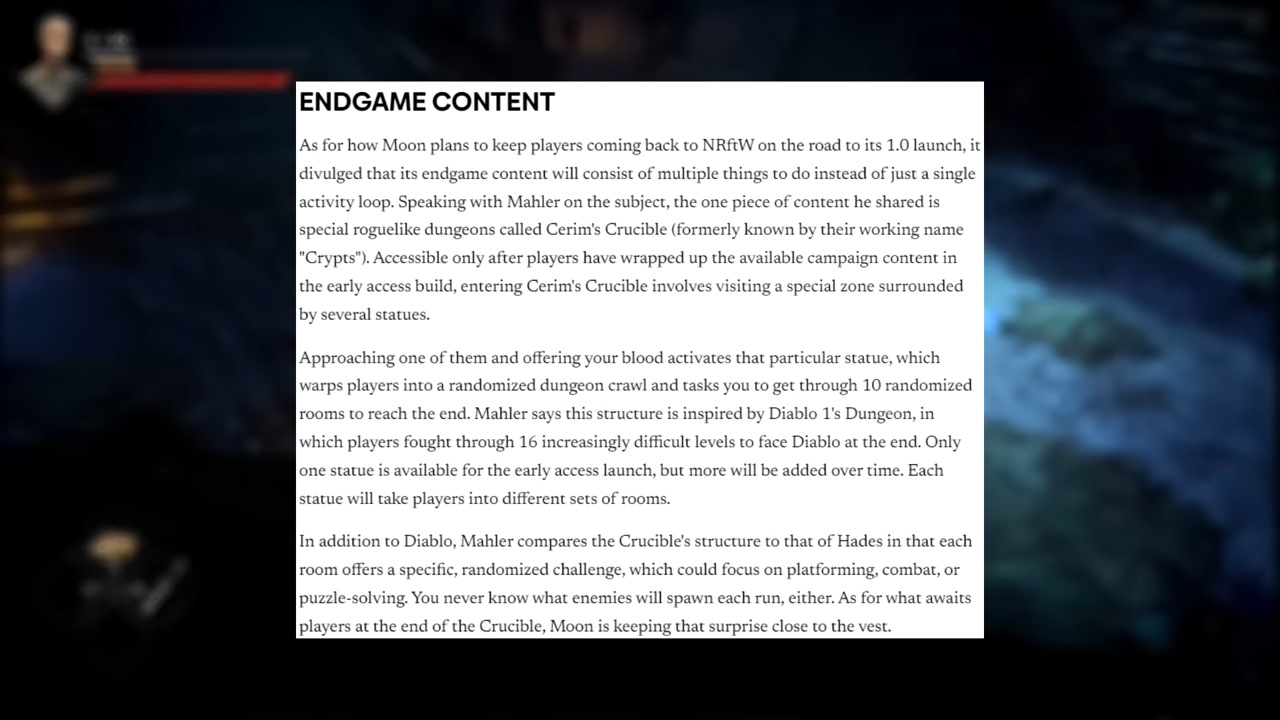 ENDGAME CONTENT
As for how Moon plans to keep players coming back to NRftW on the road to its 1.0 launch, it
divulged that its endgame content will consist of multiple things to do instead of just a single
activity loop. Speaking with Mahler on the subject, the one piece of content he shared is
special roguelike dungeons called Cerim's Crucible (formerly known by their working name
"Crypts"). Accessible only after players have wrapped up the available campaign content in
the early access build, entering Cerim's Crucible involves visiting a special zone surrounded
by several statues.
Approaching one of them and offering your blood activates that particular statue, which
warps players into a randomized dungeon crawl and tasks you to get through 10 randomized
rooms to reach the end. Mahler says this structure is inspired by Diablo 1's Dungeon, in
which players fought through 16 increasingly difficult levels to face Diablo at the end. Only
one statue is available for the early access launch, but more will be added over time. Each
statue will take players into different sets of rooms.
In addition to Diablo, Mahler compares the Crucible's structure to that of Hades in that each
room offers a specific, randomized challenge, which could focus on platforming, combat, or
puzzle-solving. You never know what enemies will spawn each run, either. As for what awaits
players at the end of the Crucible, Moon is keeping that surprise close to the vest.